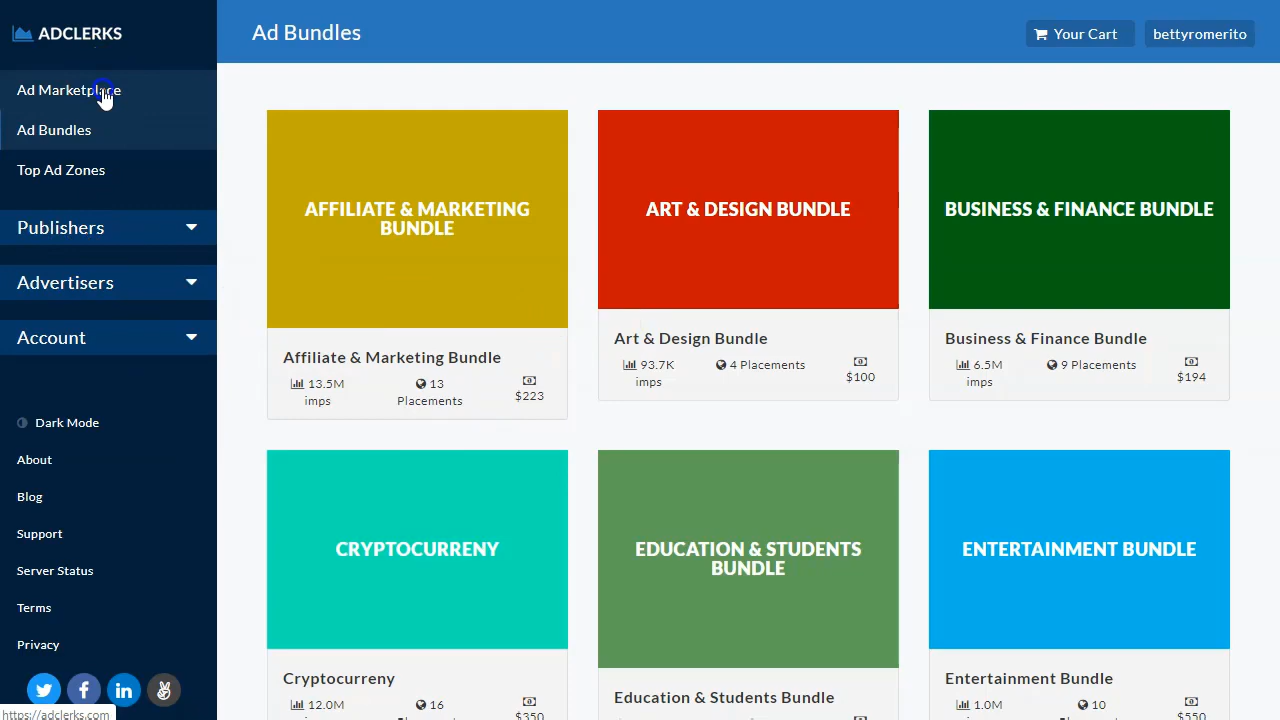 ADCLERKS
Ad Bundles
Your Cart
bettyromerito
Ad Marketplace
Ad Bundles
Top Ad Zones
Publishers
Advertisers
Account
Dark Mode
About
Blog
Support
Server Status
Terms
Privacy
https://adclerks.com
AFFILIATE & MARKETING
BUNDLE
Affiliate & Marketing Bundle
13.5M
imps
13
Placements
$223
ART & DESIGN BUNDLE
Art & Design Bundle
93.7K
imps
4 Placements
$100
BUSINESS & FINANCE BUNDLE
Business & Finance Bundle
6.5M
imps
9 Placements
$194
CRYPTOCURRENY
Cryptocurreny
12.0M
imps
16
Placements
$350
EDUCATION & STUDENTS
BUNDLE
Education & Students Bundle
ENTERTAINMENT BUNDLE
Entertainment Bundle
1.0M
imps
10
Placements
$550